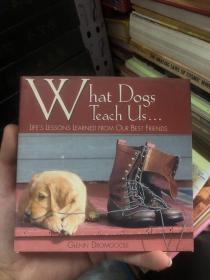 What Dogs
Teach Us...
LIFE'S LESSONS LEARNED FROM OUR BEST FRIENDS
GLENN DROMGOOLE